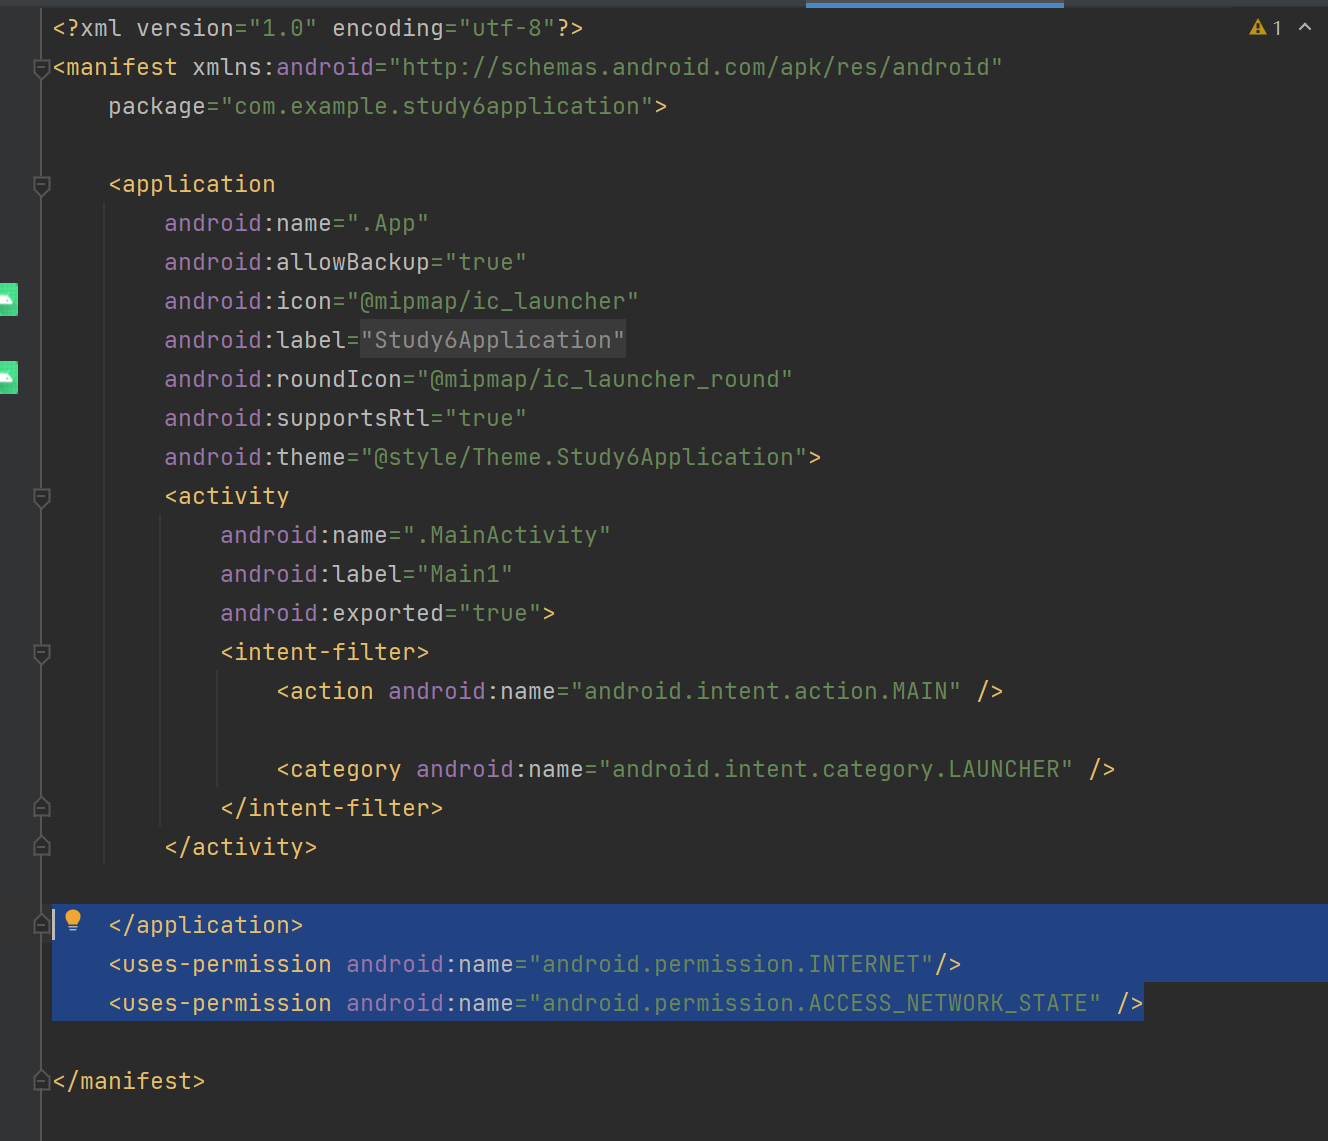 <?xml version="1.0" encoding="utf-8"?>
1
<manifest xmlns:android="http://schemas.android.com/apk/res/android"
    package="com.example.study6application">

    <application
        android:name=".App"
        android:allowBackup="true"
        android:icon="@mipmap/ic_launcher"
        android:label="Study6Application"
        android:roundIcon="@mipmap/ic_launcher_round"
        android:supportsRtl="true"
        android:theme="@style/Theme.Study6Application">
        <activity
            android:name=".MainActivity"
            android:label="Main1"
            android:exported="true">
            <intent-filter>
                <action android:name="android.intent.action.MAIN" />

                <category android:name="android.intent.category.LAUNCHER" />
            </intent-filter>
        </activity>

    </application>
    <uses-permission android:name="android.permission.INTERNET"/>
    <uses-permission android:name="android.permission.ACCESS_NETWORK_STATE" />

</manifest>